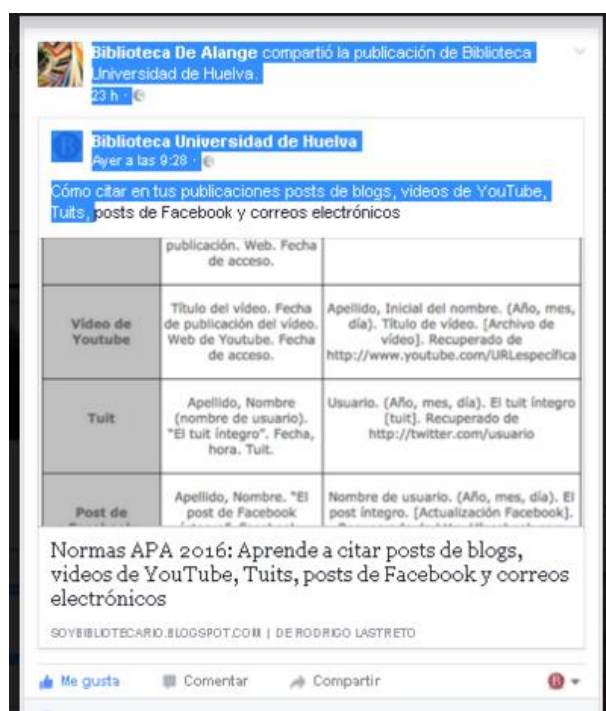 Biblioteca De Alange compartió la publicación de Biblioteca
Universidad de Huelva.
23 h ·
Biblioteca Universidad de Huelva
Ayer a las 9:28 ·
Cómo citar en tus publicaciones posts de blogs, videos de YouTube,
Tuits, posts de Facebook y correos electrónicos
publicación. Web. Fecha
de acceso.
Vídeo de
Youtube
Título del vídeo. Fecha
de publicación del vídeo.
Web de Youtube. Fecha
de acceso.
Apellido, Inicial del nombre. (Año, mes,
día). Título de vídeo. [Archivo de
vídeo]. Recuperado de
http://www.youtube.com/URLespecífica
Tuit
Apellido, Nombre
(nombre de usuario).
"El tuit íntegro". Fecha,
hora. Tuit.
Usuario. (Año, mes, día). El tuit íntegro
[tuit]. Recuperado de
http://twitter.com/usuario
Post de
Apellido, Nombre. "El
post de Facebook
Nombre de usuario. (Año, mes, día). El
post íntegro. [Actualización Facebook].
Normas APA 2016: Aprende a citar posts de blogs,
videos de YouTube, Tuits, posts de Facebook y correos
electrónicos
SOYBIBLIOTECARIO.BLOGSPOT.COM | DE RODRIGO LASTRETO
Me gusta Comentar Compartir